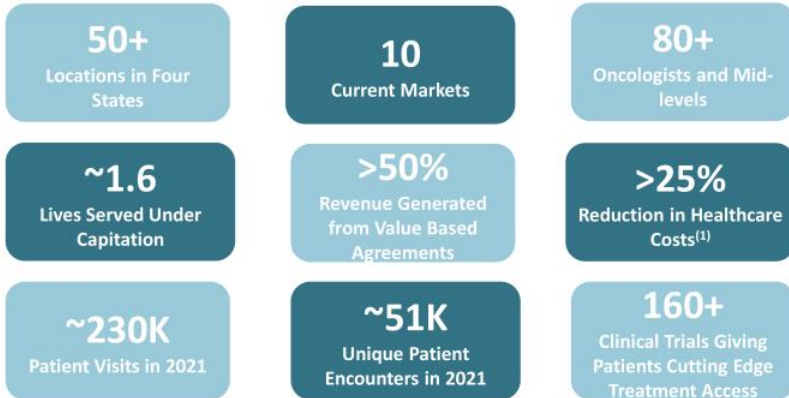 50+
Locations in Four
States
10
Current Markets
80+
Oncologists and Mid-
levels
~1.6
Lives Served Under
Capitation
>50%
Revenue Generated
from Value Based
Agreements
>25%
Reduction in Healthcare
Costs(1)
~230K
Patient Visits in 2021
~51K
Unique Patient
Encounters in 2021
160+
Clinical Trials Giving
Patients Cutting Edge
Treatment Access